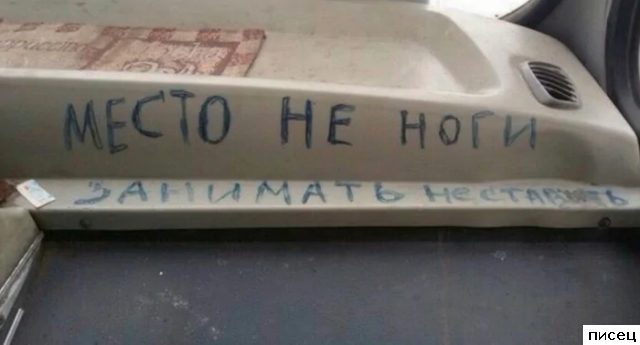 МЕСТО НЕ НОГИ
ЗАНИМАТЬ НЕ СТАВИТЬ
писец